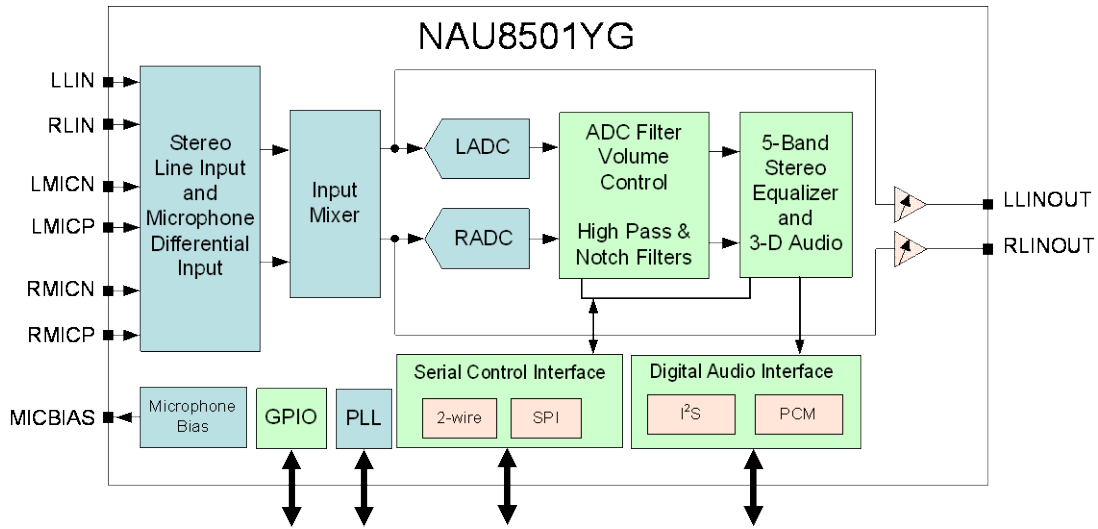 NAU8501YG
LLIN
RLIN
LMICN
LMICP
RMICN
RMICP
MICBIAS
Stereo
Line Input
and
Microphone
Differential
Input
Input
Mixer
LADC
RADC
ADC Filter
Volume
Control
High Pass &
Notch Filters
5-Band
Stereo
Equalizer
and
3-D Audio
LLINOUT
RLINOUT
Microphone
Bias
GPIO
PLL
Serial Control Interface
2-wire
SPI
Digital Audio Interface
I²S
PCM